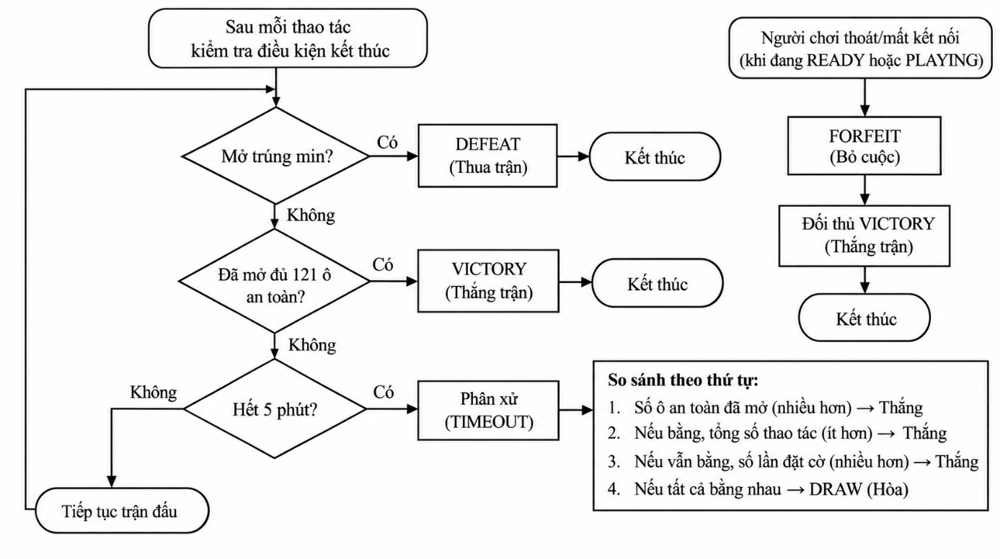 Sau mỗi thao tác
kiểm tra điều kiện kết thúc
Mở trúng min?
Có
DEFEAT
(Thua trận)
Kết thúc
Không
Đã mở đủ 121 ô
an toàn?
Có
VICTORY
(Thắng trận)
Kết thúc
Không
Hết 5 phút?
Không
Có
Phân xử
(TIMEOUT)
So sánh theo thứ tự:
1. Số ô an toàn đã mở (nhiều hơn) → Thắng
2. Nếu bằng, tổng số thao tác (ít hơn) → Thắng
3. Nếu vẫn bằng, số lần đặt cờ (nhiều hơn) → Thắng
4. Nếu tất cả bằng nhau → DRAW (Hòa)
Tiếp tục trận đấu
Người chơi thoát/mất kết nối
(khi đang READY hoặc PLAYING)
FORFEIT
(Bỏ cuộc)
Đối thủ VICTORY
(Thắng trận)
Kết thúc